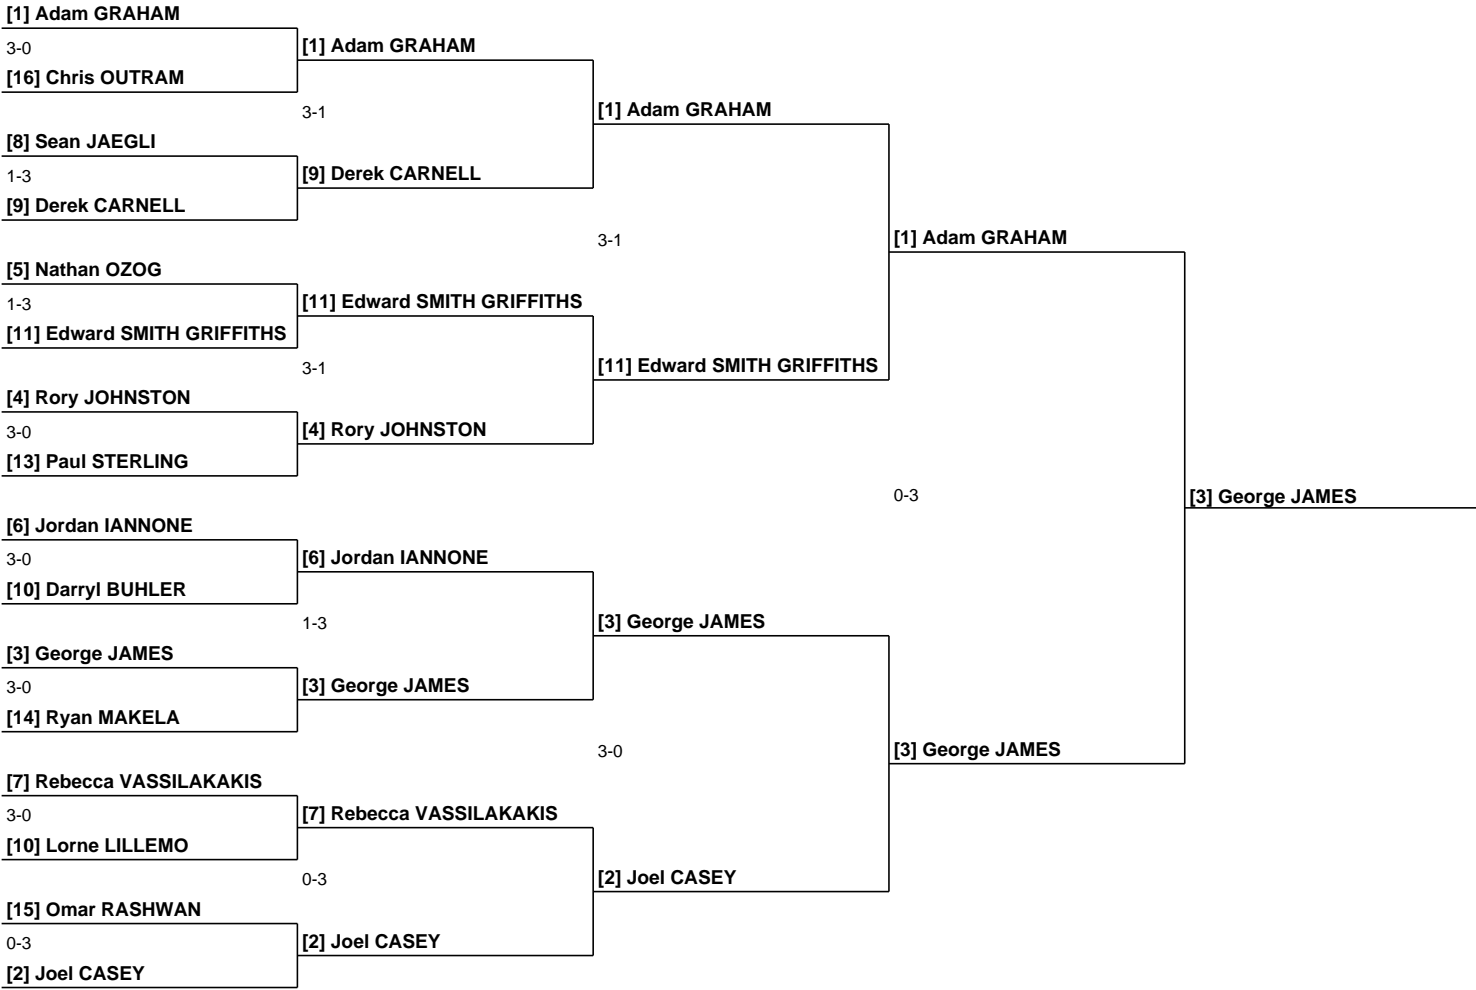 [1] Adam GRAHAM
3-0
[16] Chris OUTRAM
[8] Sean JAEGLI
1-3
[9] Derek CARNELL
[5] Nathan OZOG
1-3
[11] Edward SMITH GRIFFITHS
[4] Rory JOHNSTON
3-0
[13] Paul STERLING
[6] Jordan IANNONE
3-0
[10] Darryl BUHLER
[3] George JAMES
3-0
[14] Ryan MAKELA
[7] Rebecca VASSILAKAKIS
3-0
[10] Lorne LILLEMO
[15] Omar RASHWAN
0-3
[2] Joel CASEY
[1] Adam GRAHAM
3-1
[9] Derek CARNELL
[11] Edward SMITH GRIFFITHS
3-1
[4] Rory JOHNSTON
[6] Jordan IANNONE
1-3
[3] George JAMES
[7] Rebecca VASSILAKAKIS
0-3
[2] Joel CASEY
[1] Adam GRAHAM
3-1
[11] Edward SMITH GRIFFITHS
[3] George JAMES
3-0
[2] Joel CASEY
[1] Adam GRAHAM
0-3
[3] George JAMES
[3] George JAMES